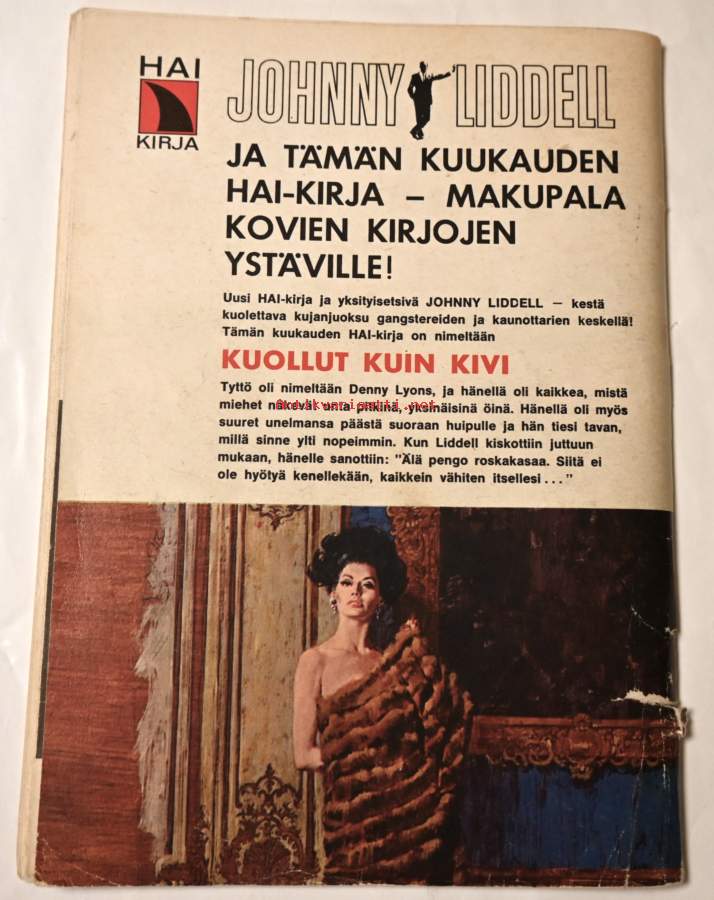 HAI
KIRJA
JOHNNY LIDDELL
JA TÄMÄN KUUKAUDEN
HAI-KIRJA – MAKUPALA
KOVIEN KIRJOJEN
YSTÄVILLE!
Uusi HAI-kirja ja yksityisetsivä JOHNNY LIDDELL — kestä
kuolettava kujanjuoksu gangstereiden ja kaunottarien keskellä!
Tämän kuukauden HAI-kirja on nimeltään
KUOLLUT KUIN KIVI
Tyttö oli nimeltään Denny Lyons, ja hänellä oli kaikkea, mistä
miehet näkevät unta pitkinä, yksinäisinä öinä. Hänellä oli myös
suuret unelmansa päästä suoraan huipulle ja hän tiesi tavan,
millä sinne ylti nopeimmin. Kun Liddell kiskottiin juttuun
mukaan, hänelle sanottiin: "Älä pengo roskakasaa. Siitä ei
ole hyötyä kenellekään, kaikkein vähiten itsellesi..."